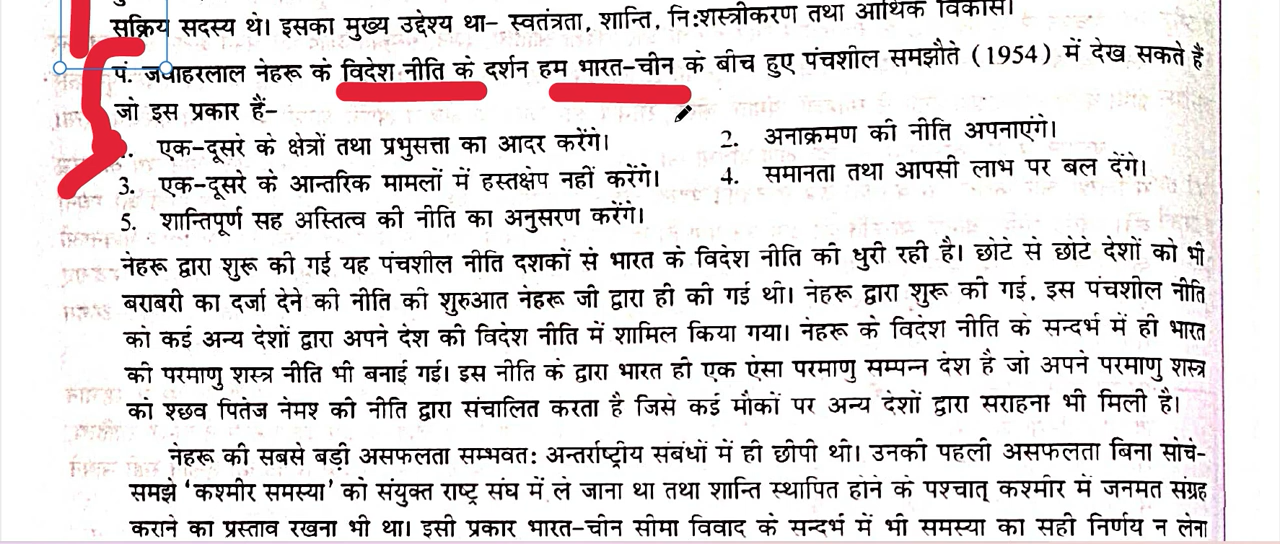 सक्रिय सदस्य थे। इसका मुख्य उद्देश्य था- स्वतंत्रता, शान्ति, नि:शस्त्रीकरण तथा आर्थिक विकास।
पं. जवाहरलाल नेहरू के विदेश नीति के दर्शन हम भारत-चीन के बीच हुए पंचशील समझौते (1954) में देख सकते हैं
जो इस प्रकार हैं-
एक-दूसरे के क्षेत्रों तथा प्रभुसत्ता का आदर करेंगे। 2. अनाक्रमण की नीति अपनाएंगे।
3. एक-दूसरे के आन्तरिक मामलों में हस्तक्षेप नहीं करेंगे। 4. समानता तथा आपसी लाभ पर बल देंगे।
5. शान्तिपूर्ण सह अस्तित्व की नीति का अनुसरण करेंगे।
नेहरू द्वारा शुरू की गई यह पंचशील नीति दशकों से भारत के विदेश नीति की धुरी रही है। छोटे से छोटे देशों को भी
बराबरी का दर्जा देने की नीति की शुरुआत नेहरू जी द्वारा ही की गई थी। नेहरू द्वारा शुरू की गई, इस पंचशील नीति
को कई अन्य देशों द्वारा अपने देश की विदेश नीति में शामिल किया गया। नेहरू के विदेश नीति के सन्दर्भ में ही भारत
की परमाणु शस्त्र नीति भी बनाई गई। इस नीति के द्वारा भारत ही एक ऐसा परमाणु सम्पन्न देश है जो अपने परमाणु शस्त्र
को श्छव पितेज नेमश् की नीति द्वारा संचालित करता है जिसे कई मौकों पर अन्य देशों द्वारा सराहना भी मिली है।
नेहरू की सबसे बड़ी असफलता सम्भवत: अन्तर्राष्ट्रीय संबंधों में ही छीपी थी। उनकी पहली असफलता बिना सोचे-
समझे 'कश्मीर समस्या' को संयुक्त राष्ट्र संघ में ले जाना था तथा शान्ति स्थापित होने के पश्चात् कश्मीर में जनमत संग्रह
कराने का प्रस्ताव रखना भी था। इसी प्रकार भारत-चीन सीमा विवाद के सन्दर्भ में भी समस्या का सही निर्णय न लेना